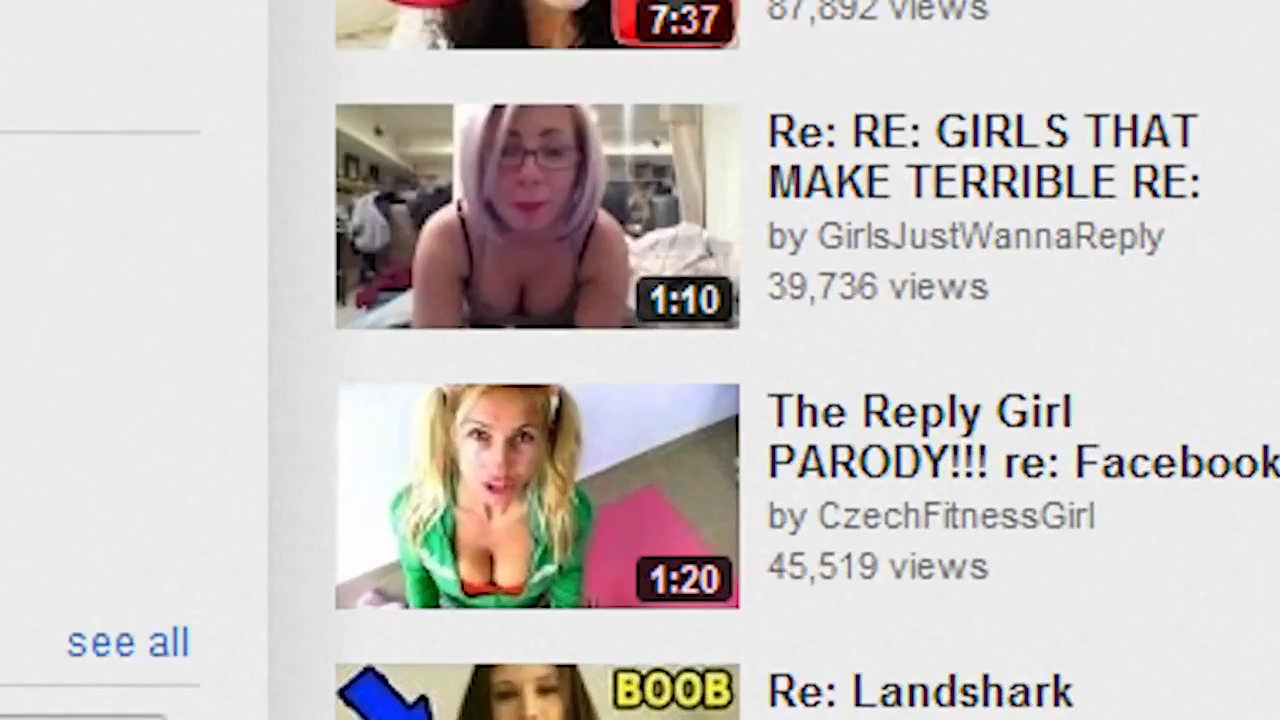 7:37
87,892 views
Re: RE: GIRLS THAT
MAKE TERRIBLE RE:
by GirlsJustWannaReply
39,736 views
1:10
The Reply Girl
PARODY!!! re: Facebook
by CzechFitnessGirl
45,519 views
1:20
see all
BOOB
Re: Landshark